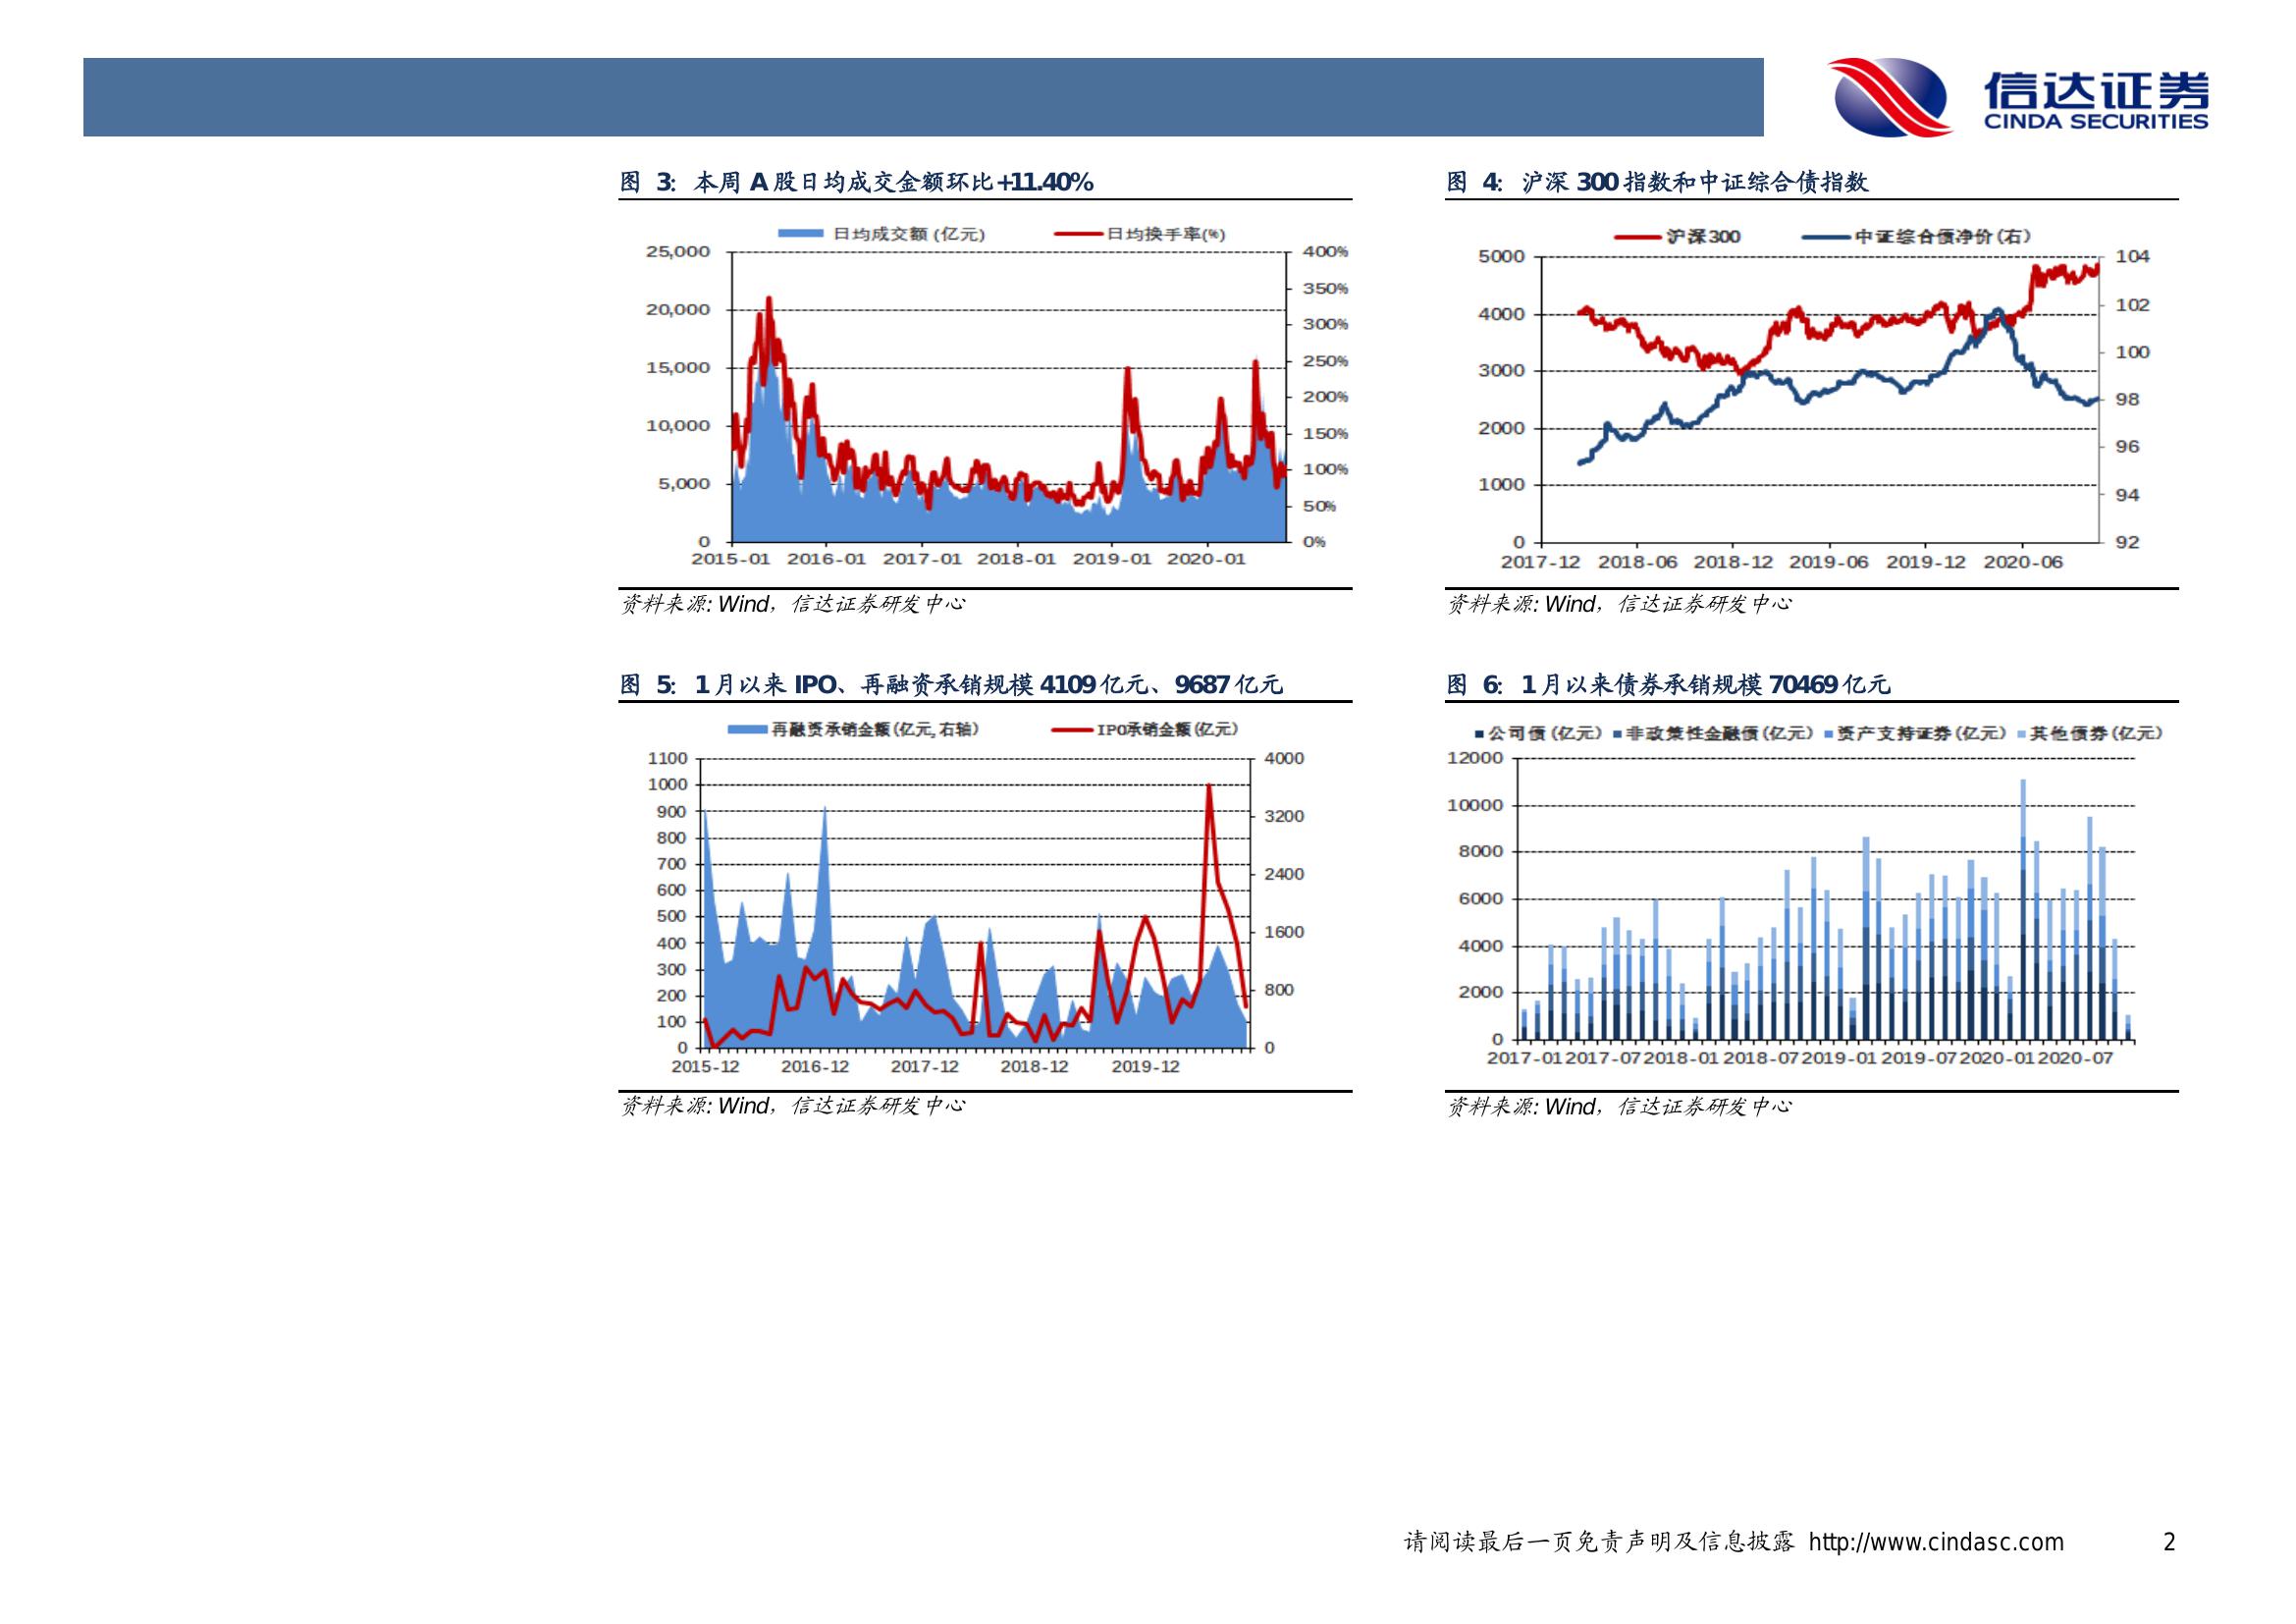 信达证券
CINDA SECURITIES
图 3: 本周 A 股日均成交金额环比+11.40%
日均成交额 (亿元) 日均换手率(%)
25,000 20,000 15,000 10,000 5,000 0
400% 350% 300% 250% 200% 150% 100% 50% 0%
2015-01 2016-01 2017-01 2018-01 2019-01 2020-01
资料来源: Wind，信达证券研发中心
图 4: 沪深 300 指数和中证综合债指数
沪深300 中证综合债净价(右)
5000 4000 3000 2000 1000 0
104 102 100 98 96 94 92
2017-12 2018-06 2018-12 2019-06 2019-12 2020-06
资料来源: Wind，信达证券研发中心
图 5: 1 月以来 IPO、再融资承销规模 4109 亿元、9687 亿元
再融资承销金额(亿元,右轴) IPO承销金额(亿元)
1100 1000 900 800 700 600 500 400 300 200 100 0
4000 3200 2400 1600 800 0
2015-12 2016-12 2017-12 2018-12 2019-12
资料来源: Wind，信达证券研发中心
图 6: 1 月以来债券承销规模 70469 亿元
公司债(亿元) 非政策性金融债(亿元) 资产支持证券(亿元) 其他债券(亿元)
12000 10000 8000 6000 4000 2000 0
2017-01 2017-07 2018-01 2018-07 2019-01 2019-07 2020-01 2020-07
资料来源: Wind，信达证券研发中心
请阅读最后一页免责声明及信息披露 http://www.cindasc.com 2